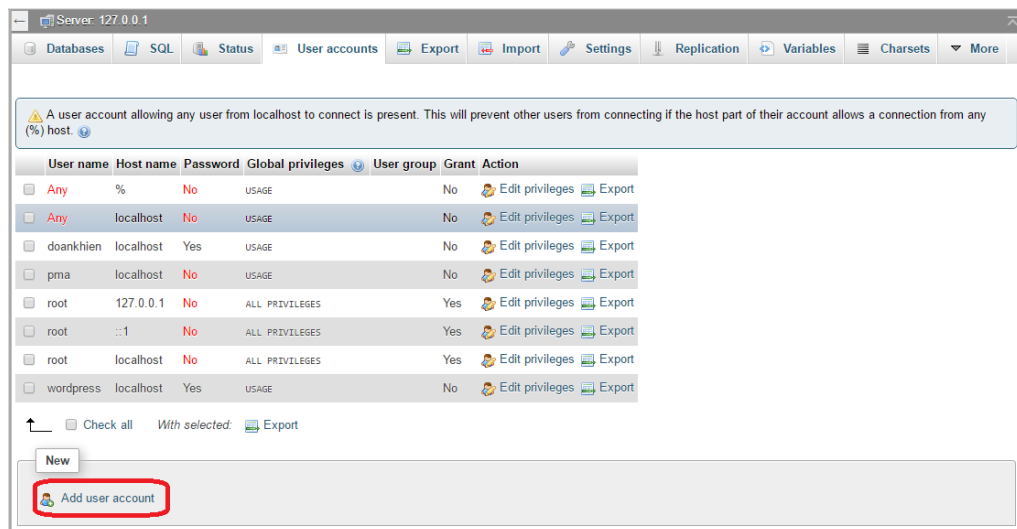 Server: 127.0.0.1
Databases SQL Status User accounts Export Import Settings Replication Variables Charsets More
A user account allowing any user from localhost to connect is present. This will prevent other users from connecting if the host part of their account allows a connection from any
(%) host.
User name Host name Password Global privileges User group Grant Action
Any % No USAGE No Edit privileges Export
Any localhost No USAGE No Edit privileges Export
doankhien localhost Yes USAGE No Edit privileges Export
pma localhost No USAGE No Edit privileges Export
root 127.0.0.1 No ALL PRIVILEGES Yes Edit privileges Export
root ::1 No ALL PRIVILEGES Yes Edit privileges Export
root localhost No ALL PRIVILEGES Yes Edit privileges Export
wordpress localhost Yes USAGE No Edit privileges Export
Check all With selected: Export
New
Add user account